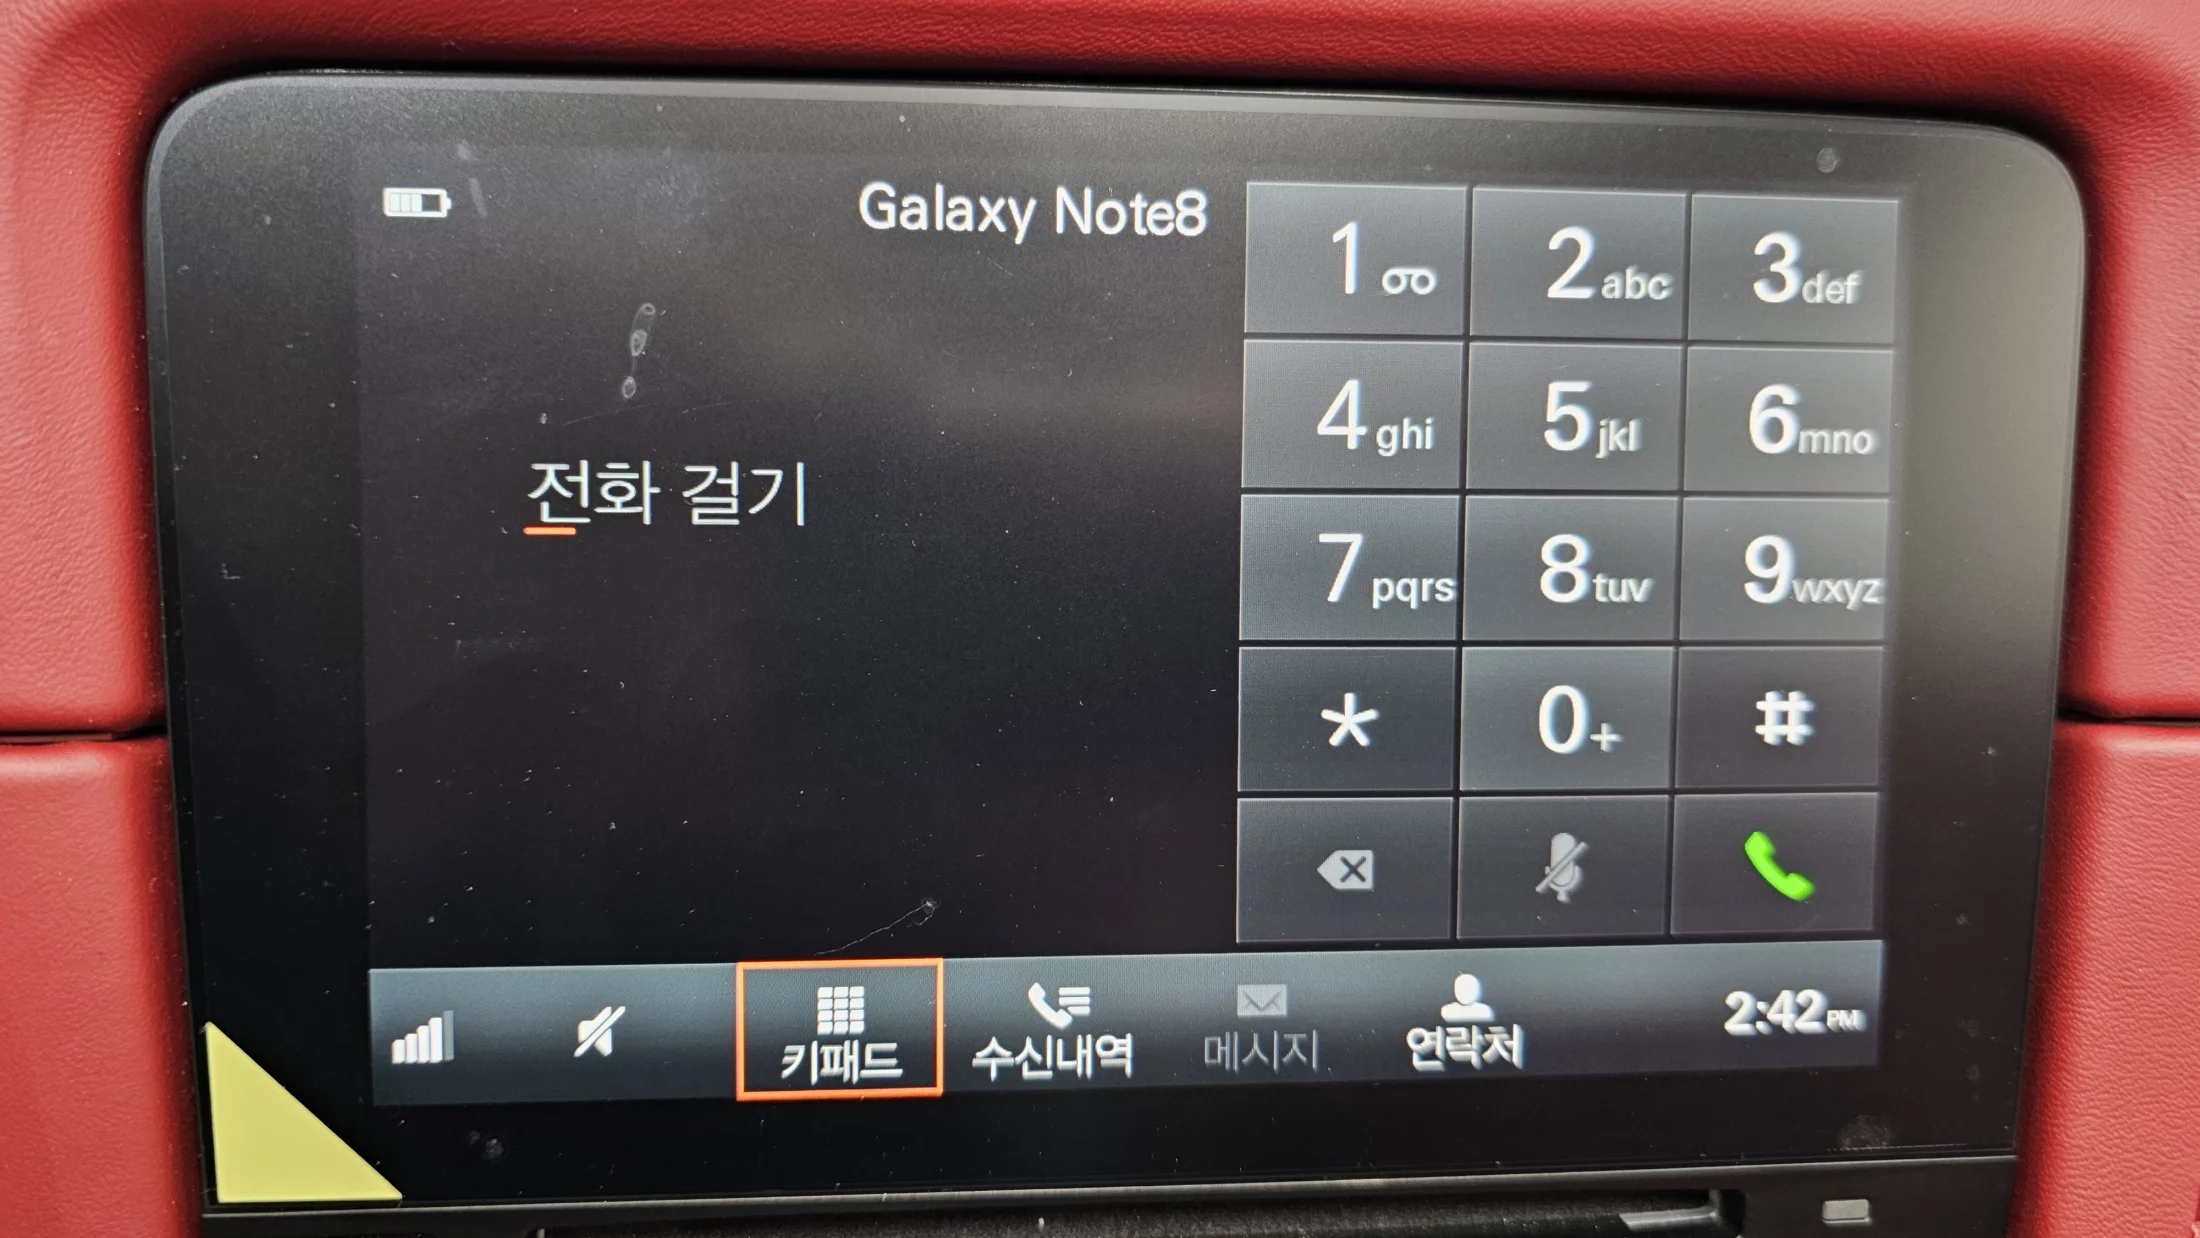 Galaxy Note8
전화 걸기
1
2 abc
3 def
4 ghi
5 jkl
6 mno
7 pqrs
8 tuv
9 wxyz
*
0 +
#
키패드
수신내역
메시지
연락처
2:42 PM